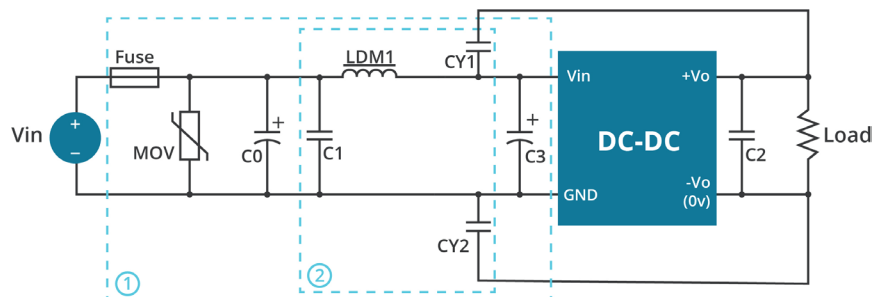 Fuse
LDM1
CY1
Vin
+
−
MOV
+
C0
C1
+
C3
Vin
+Vo
DC-DC
GND
-Vo
(0v)
C2
Load
CY2
1
2